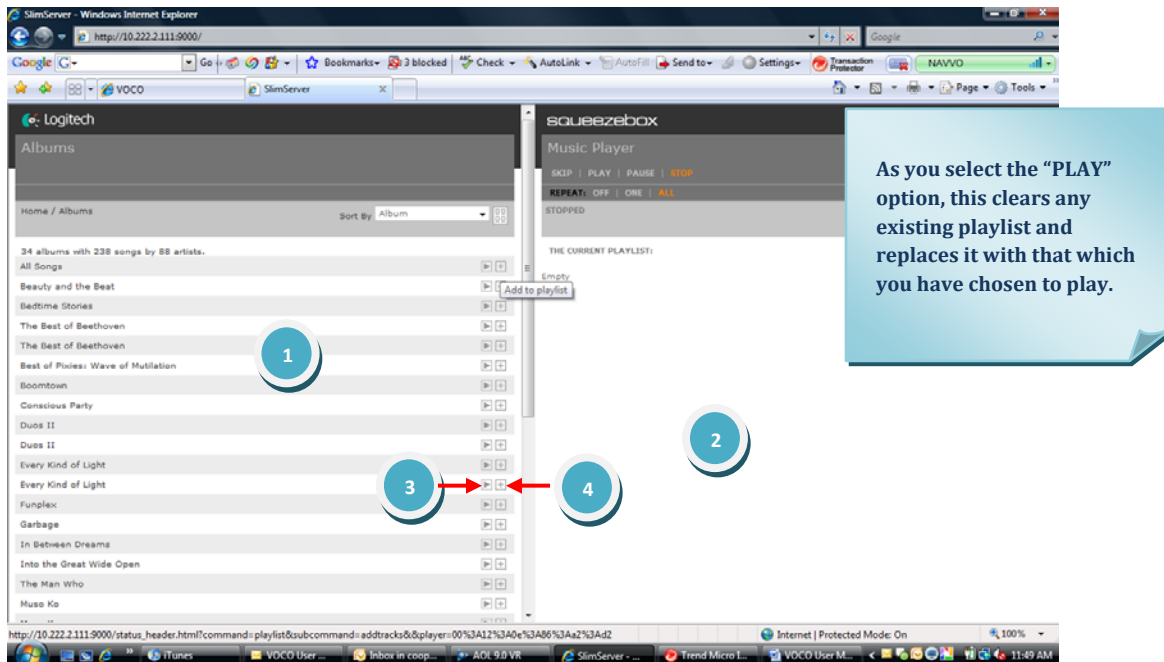 SlimServer - Windows Internet Explorer
http://10.222.2.111:9000/
Google
Google G Go Bookmarks 3 blocked Check AutoLink AutoFill Send to Settings Transaction Protector NAVVO
VOCO SlimServer x Page Tools
Logitech
Albums
Home / Albums
Sort By Album
34 albums with 238 songs by 88 artists.
All Songs
Beauty and the Beat
Add to playlist
Bedtime Stories
The Best of Beethoven
The Best of Beethoven
Best of Pixies: Wave of Mutilation
Boomtown
Conscious Party
Duos II
Duos II
Every Kind of Light
Every Kind of Light
Funplex
Garbage
In Between Dreams
Into the Great Wide Open
The Man Who
Muso Ko
1
3
4
squeezebox
Music Player
SKIP | PLAY | PAUSE | STOP
REPEAT: OFF | ONE | ALL
STOPPED
THE CURRENT PLAYLIST:
Empty
2
As you select the “PLAY”
option, this clears any
existing playlist and
replaces it with that which
you have chosen to play.
http://10.222.2.111:9000/status_header.html?command=playlist&subcommand=addtracks&&player=00%3A12%3A0e%3A86%3Aa2%3Ad2
Internet | Protected Mode: On
100%
iTunes VOCO User ... Inbox in coop... AOL 9.0 VR SlimServer - ... Trend Micro I... VOCO User M... 11:49 AM